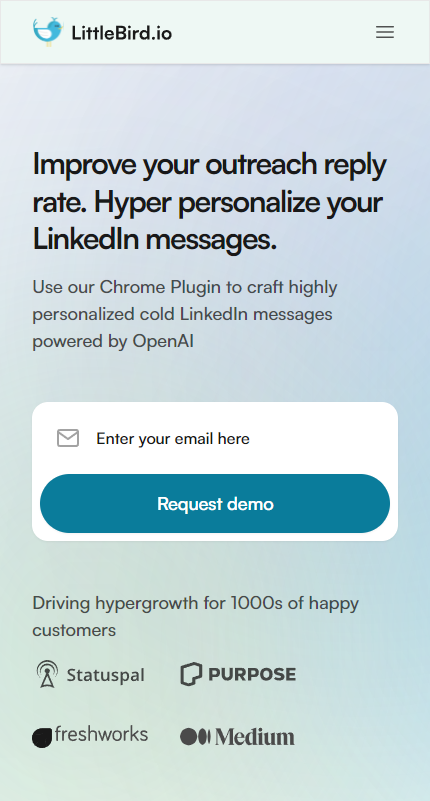 LittleBird.io
Improve your outreach reply
rate. Hyper personalize your
LinkedIn messages.
Use our Chrome Plugin to craft highly
personalized cold LinkedIn messages
powered by OpenAI
Enter your email here
Request demo
Driving hypergrowth for 1000s of happy
customers
Statuspal PURPOSE
freshworks Medium